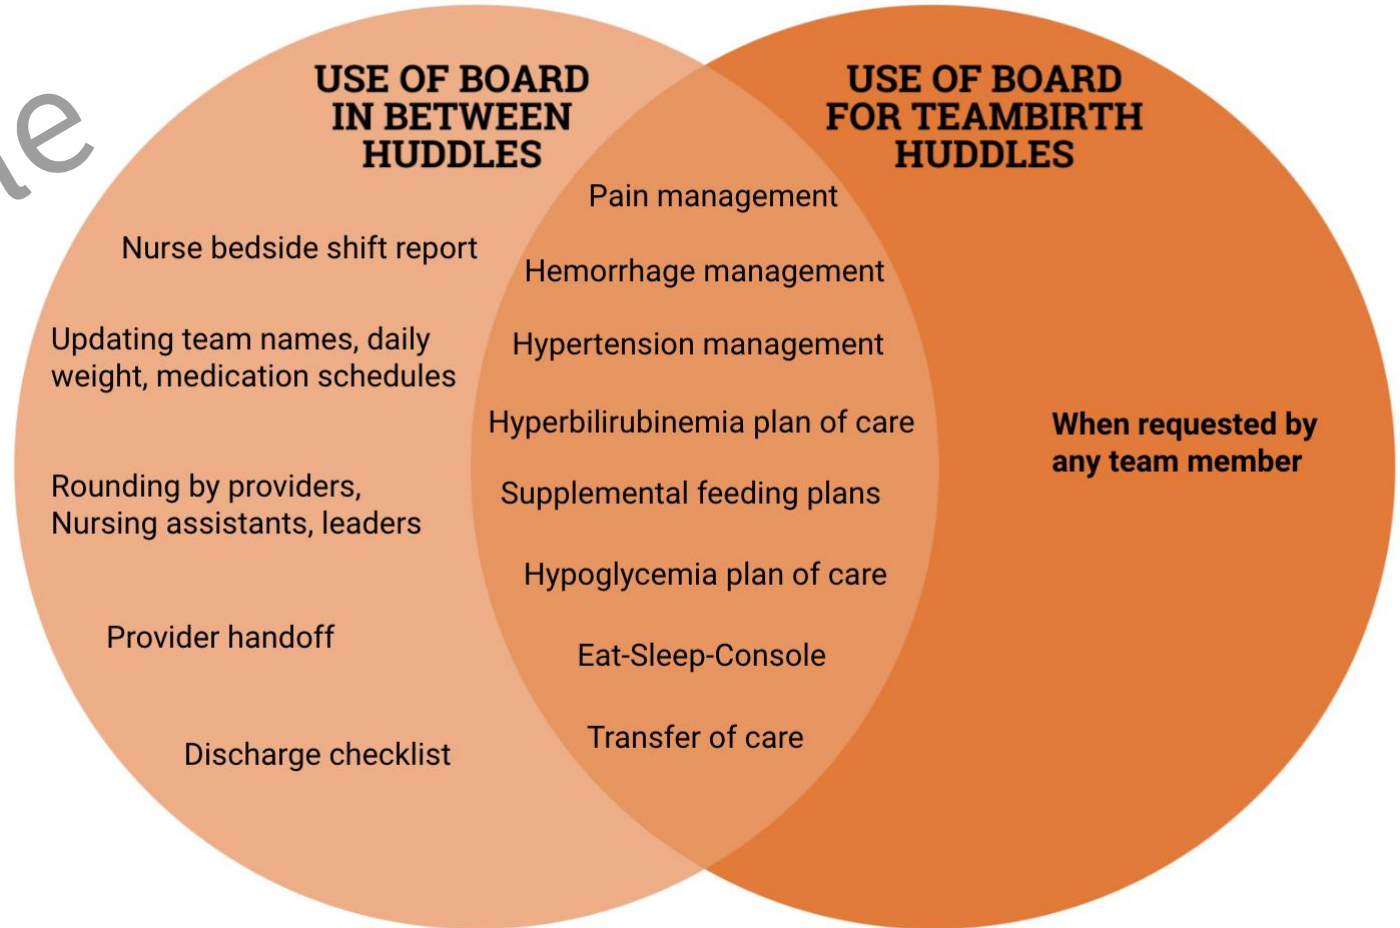 USE OF BOARD
IN BETWEEN
HUDDLES
Nurse bedside shift report
Updating team names, daily
weight, medication schedules
Rounding by providers,
Nursing assistants, leaders
Provider handoff
Discharge checklist
Pain management
Hemorrhage management
Hypertension management
Hyperbilirubinemia plan of care
Supplemental feeding plans
Hypoglycemia plan of care
Eat-Sleep-Console
Transfer of care
USE OF BOARD
FOR TEAMBIRTH
HUDDLES
When requested by
any team member